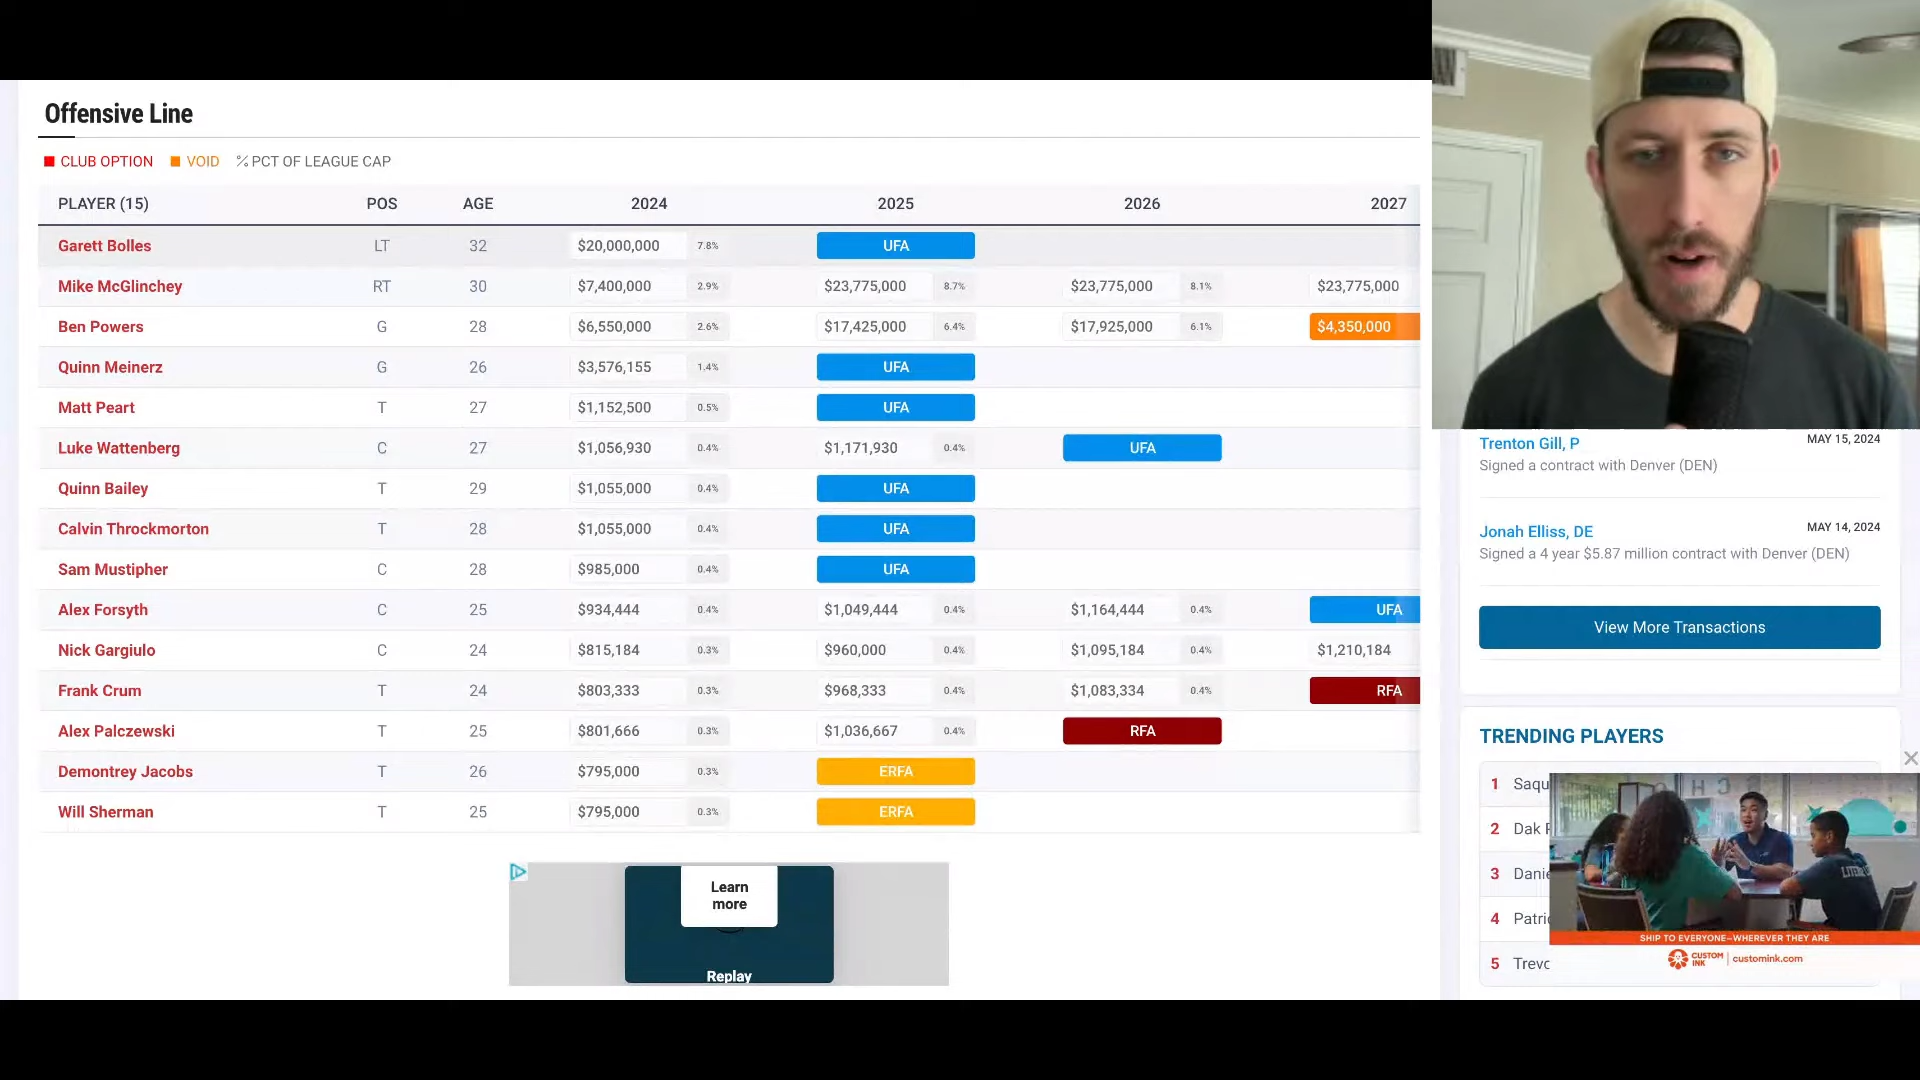 Offensive Line
CLUB OPTION VOID % PCT OF LEAGUE CAP
PLAYER (15) POS AGE 2024 2025 2026 2027
Garett Bolles LT 32 $20,000,000 7.8% UFA
Mike McGlinchey RT 30 $7,400,000 2.9% $23,775,000 8.7% $23,775,000 8.1% $23,775,000
Ben Powers G 28 $6,550,000 2.6% $17,425,000 6.4% $17,925,000 6.1% $4,350,000
Quinn Meinerz G 26 $3,576,155 1.4% UFA
Matt Peart T 27 $1,152,500 0.5% UFA
Luke Wattenberg C 27 $1,056,930 0.4% $1,171,930 0.4% UFA
Quinn Bailey T 29 $1,055,000 0.4% UFA
Calvin Throckmorton T 28 $1,055,000 0.4% UFA
Sam Mustipher C 28 $985,000 0.4% UFA
Alex Forsyth C 25 $934,444 0.4% $1,049,444 0.4% $1,164,444 0.4% UFA
Nick Gargiulo C 24 $815,184 0.3% $960,000 0.4% $1,095,184 0.4% $1,210,184
Frank Crum T 24 $803,333 0.3% $968,333 0.4% $1,083,334 0.4% RFA
Alex Palczewski T 25 $801,666 0.3% $1,036,667 0.4% RFA
Demontrey Jacobs T 26 $795,000 0.3% ERFA
Will Sherman T 25 $795,000 0.3% ERFA
Learn
more
Replay
Trenton Gill, P MAY 15, 2024
Signed a contract with Denver (DEN)
Jonah Elliss, DE MAY 14, 2024
Signed a 4 year $5.87 million contract with Denver (DEN)
View More Transactions
TRENDING PLAYERS
1 Saqu
2 Dak
3 Danie
4 Patric
5 Trevo
SHIP TO EVERYONE—WHEREVER THEY ARE
CUSTOM INK | customink.com